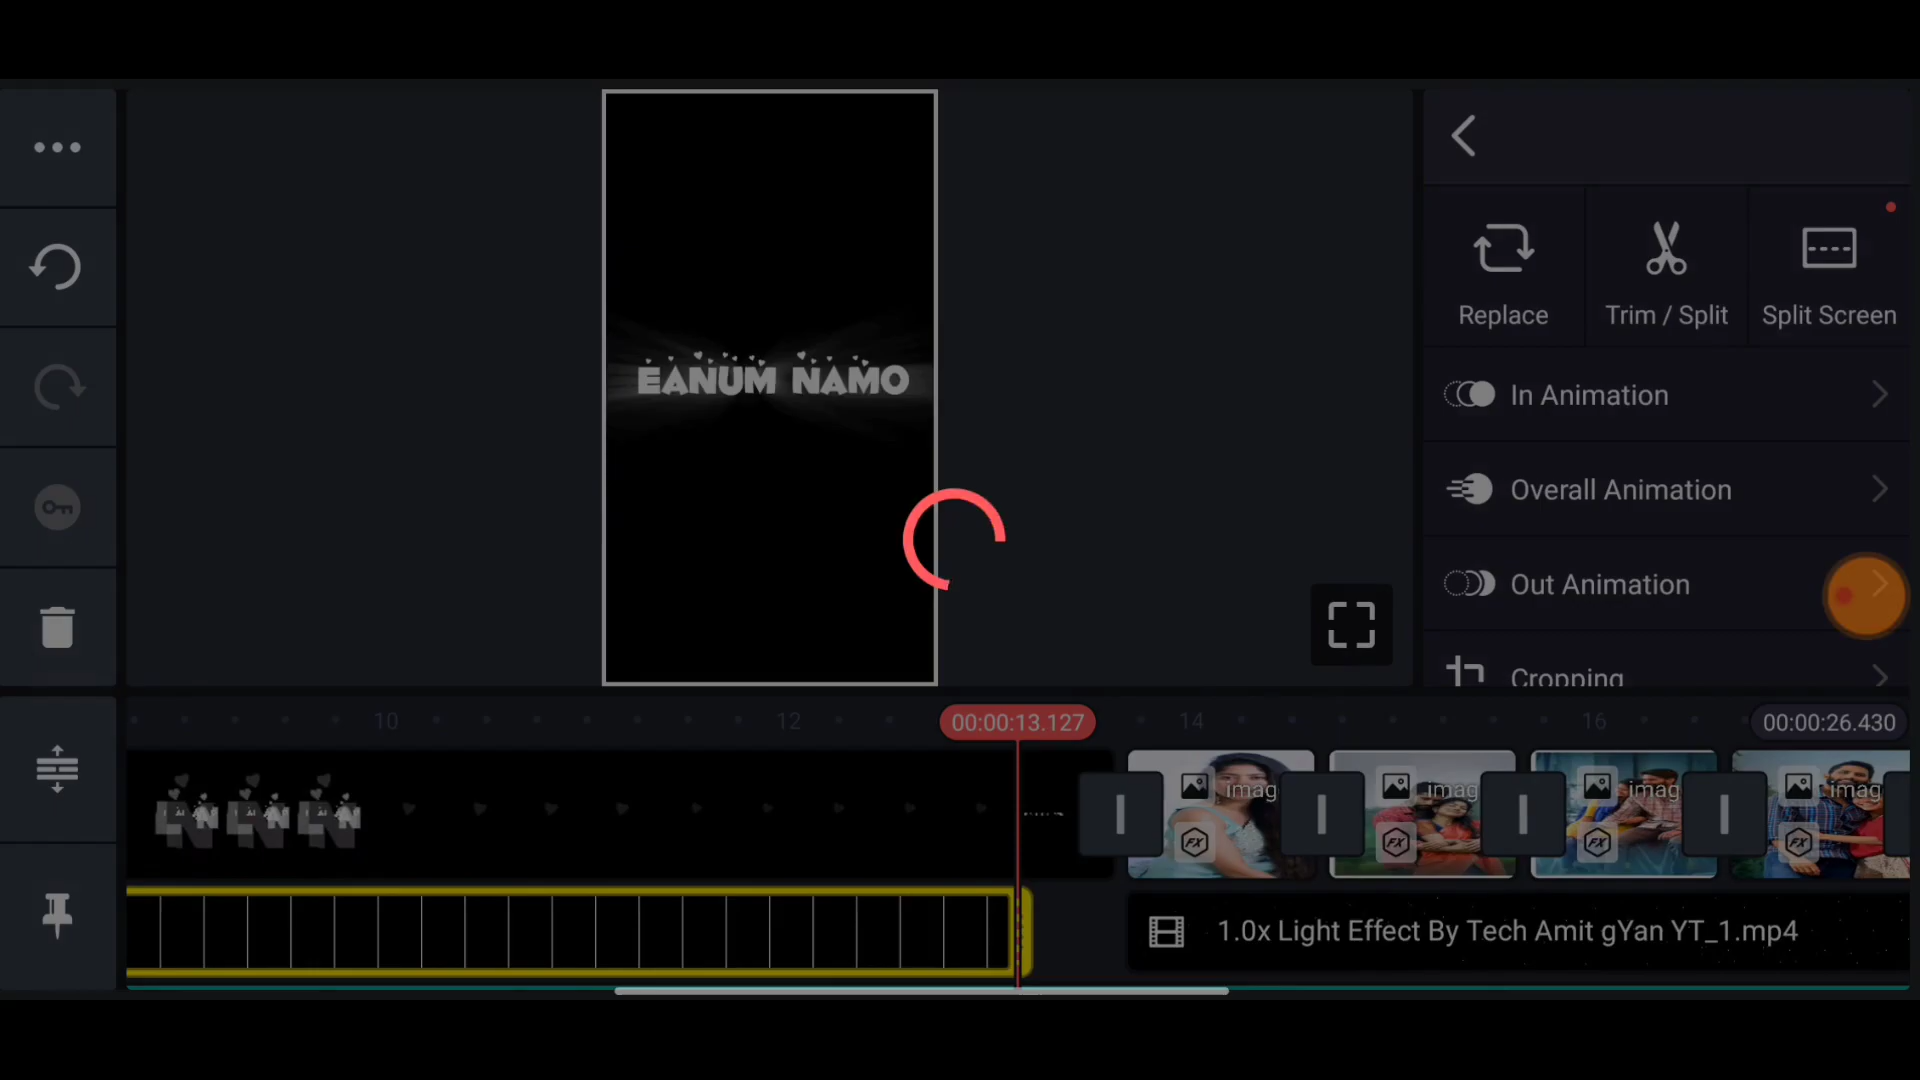 EANUM NAMO
Replace
Trim / Split
Split Screen
In Animation
Overall Animation
Out Animation
Cropping
10
12
00:00:13.127
14
16
00:00:26.430
imag
imag
imag
imag
1.0x Light Effect By Tech Amit gYan YT_1.mp4